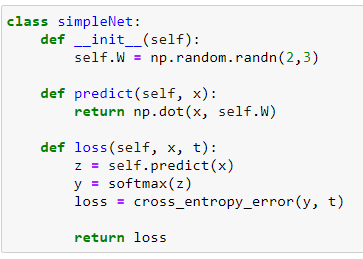 class simpleNet:
    def __init__(self):
        self.W = np.random.randn(2,3)

    def predict(self, x):
        return np.dot(x, self.W)

    def loss(self, x, t):
        z = self.predict(x)
        y = softmax(z)
        loss = cross_entropy_error(y, t)

        return loss